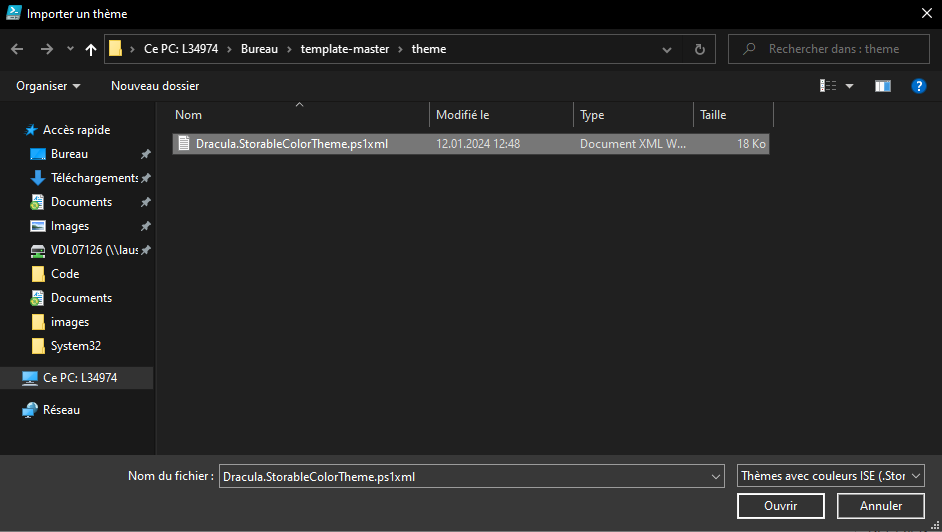 Importer un thème
Ce PC: L34974 > Bureau > template-master > theme
Rechercher dans : theme
Organiser
Nouveau dossier
Nom
Modifié le
Type
Taille
Dracula.StorableColorTheme.ps1xml
12.01.2024 12:48
Document XML W...
18 Ko
Accès rapide
Bureau
Téléchargements
Documents
Images
VDL07126 (\\laus
Code
Documents
images
System32
Ce PC: L34974
Réseau
Nom du fichier :
Dracula.StorableColorTheme.ps1xml
Thèmes avec couleurs ISE (.Stor
Ouvrir
Annuler